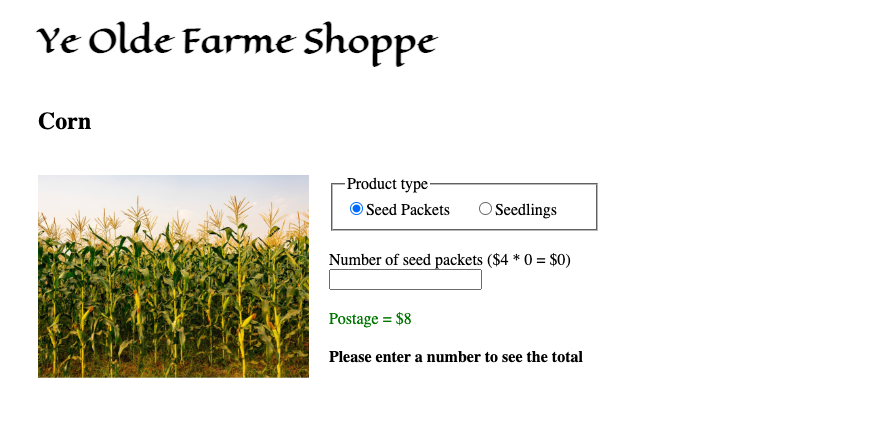 Ye Olde Farme Shoppe
Corn
Product type
Seed Packets Seedlings
Number of seed packets ($4 * 0 = $0)
Postage = $8
Please enter a number to see the total